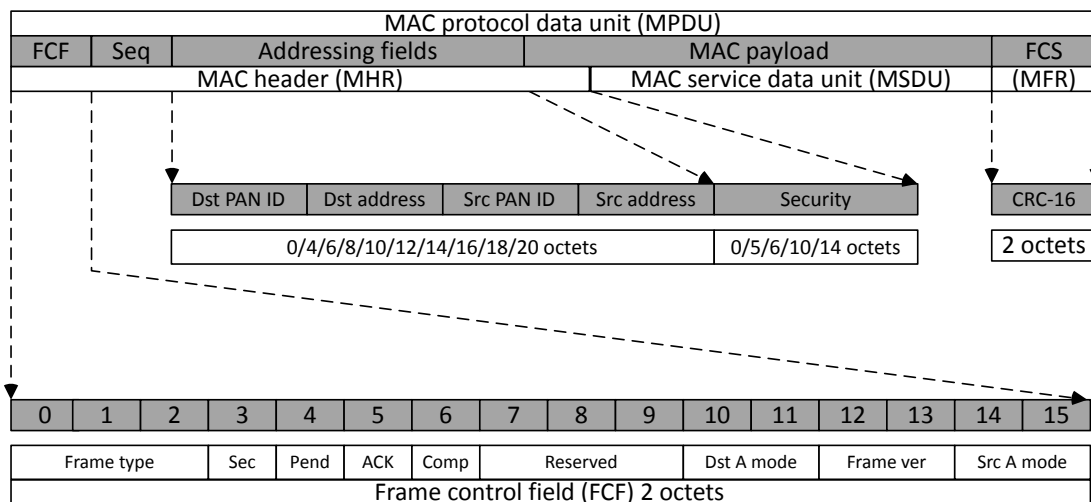 MAC protocol data unit (MPDU)
FCF Seq Addressing fields MAC payload FCS
MAC header (MHR) MAC service data unit (MSDU) (MFR)
Dst PAN ID Dst address Src PAN ID Src address Security CRC-16
0/4/6/8/10/12/14/16/18/20 octets 0/5/6/10/14 octets 2 octets
0 1 2 3 4 5 6 7 8 9 10 11 12 13 14 15
Frame type Sec Pend ACK Comp Reserved Dst A mode Frame ver Src A mode
Frame control field (FCF) 2 octets